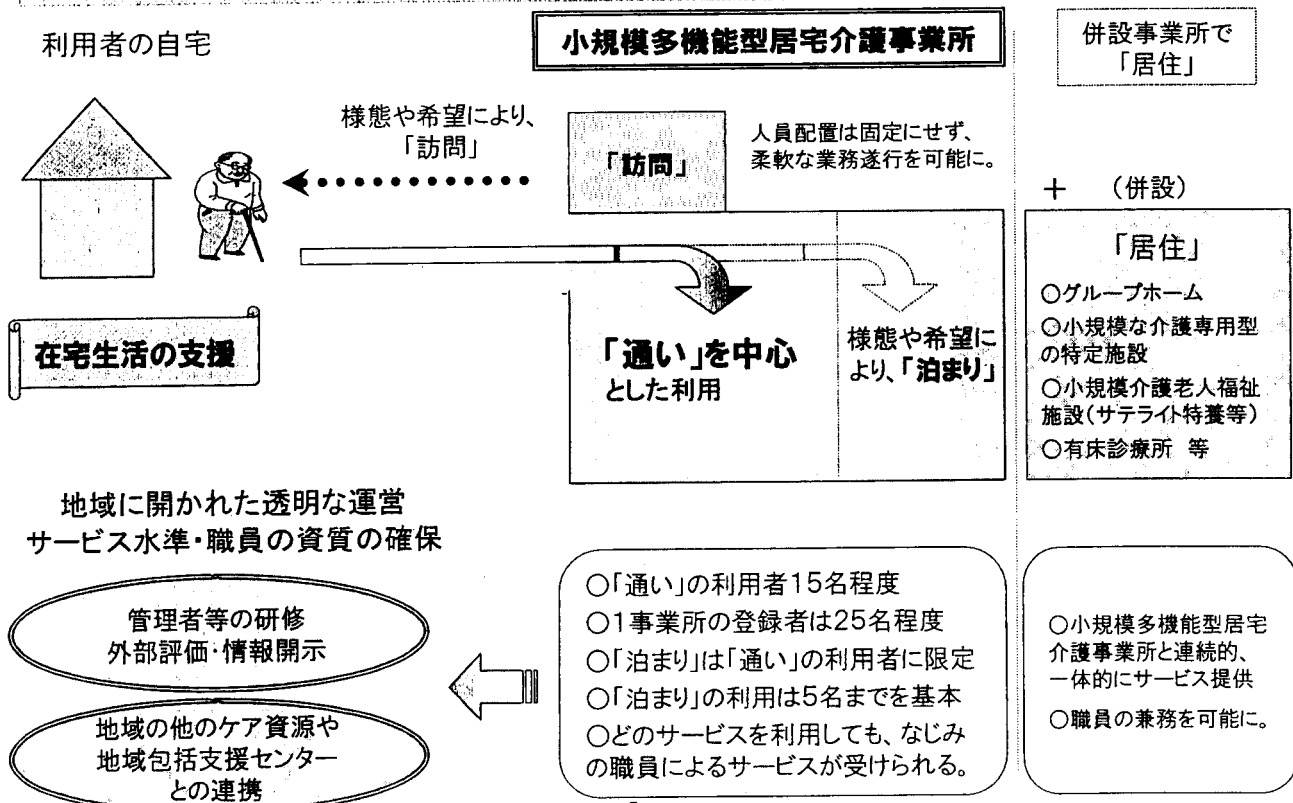 利用者の自宅
小規模多機能型居宅介護事業所
併設事業所で
「居住」
様態や希望により、
「訪問」
「訪問」
人員配置は固定にせず、
柔軟な業務遂行を可能に。
+ (併設)
「居住」
○グループホーム
○小規模な介護専用型
の特定施設
○小規模介護老人福祉
施設(サテライト特養等)
○有床診療所 等
在宅生活の支援
「通い」を中心
とした利用
様態や希望に
より、「泊まり」
地域に開かれた透明な運営
サービス水準・職員の資質の確保
管理者等の研修
外部評価・情報開示
地域の他のケア資源や
地域包括支援センター
との連携
○「通い」の利用者15名程度
○1事業所の登録者は25名程度
○「泊まり」は「通い」の利用者に限定
○「泊まり」の利用は5名までを基本
○どのサービスを利用しても、なじみ
の職員によるサービスが受けられる。
○小規模多機能型居宅
介護事業所と連続的、
一体的にサービス提供
○職員の兼務を可能に。